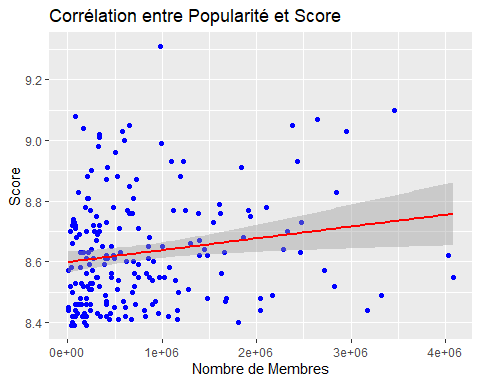 Corrélation entre Popularité et Score
9.2
9.0
8.8
8.6
8.4
Score
0e+00 1e+06 2e+06 3e+06 4e+06
Nombre de Membres